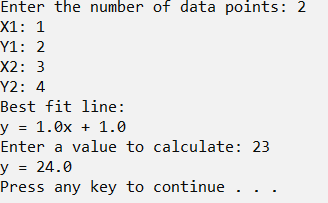 Enter the number of data points: 2
X1: 1
Y1: 2
X2: 3
Y2: 4
Best fit line:
y = 1.0x + 1.0
Enter a value to calculate: 23
y = 24.0
Press any key to continue . . .